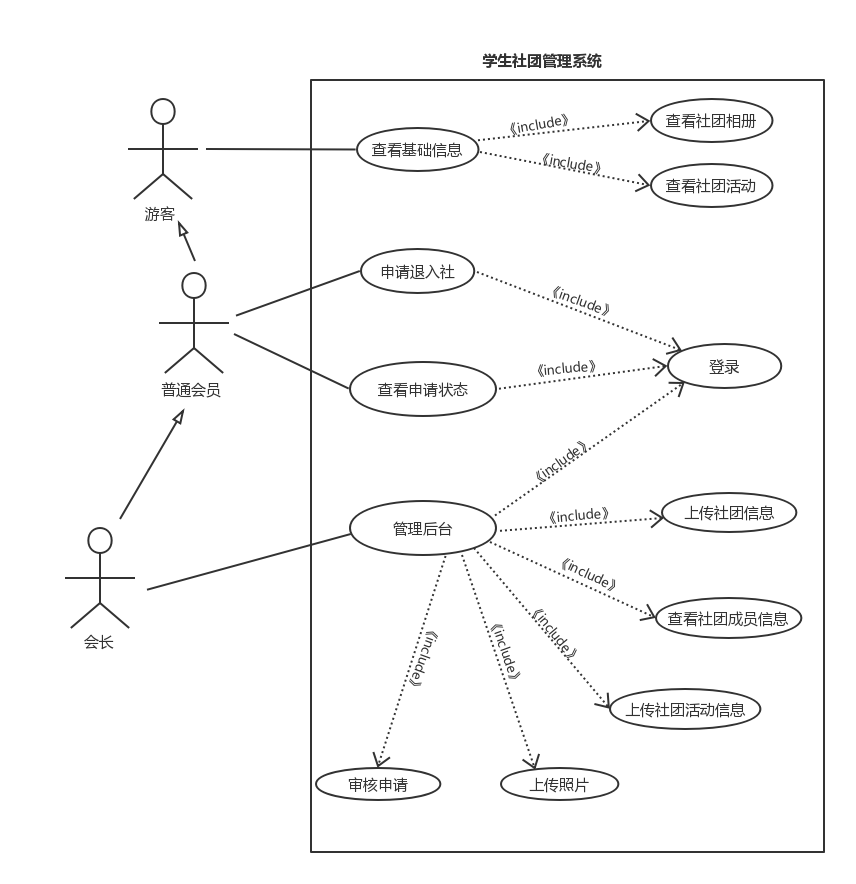 学生社团管理系统
游客
查看基础信息
《include》
《include》
查看社团相册
查看社团活动
普通会员
申请退入社
查看申请状态
《include》
《include》
登录
会长
管理后台
《include》
《include》
上传社团信息
《include》
查看社团成员信息
《include》
上传社团活动信息
《include》
《include》
审核申请
上传照片